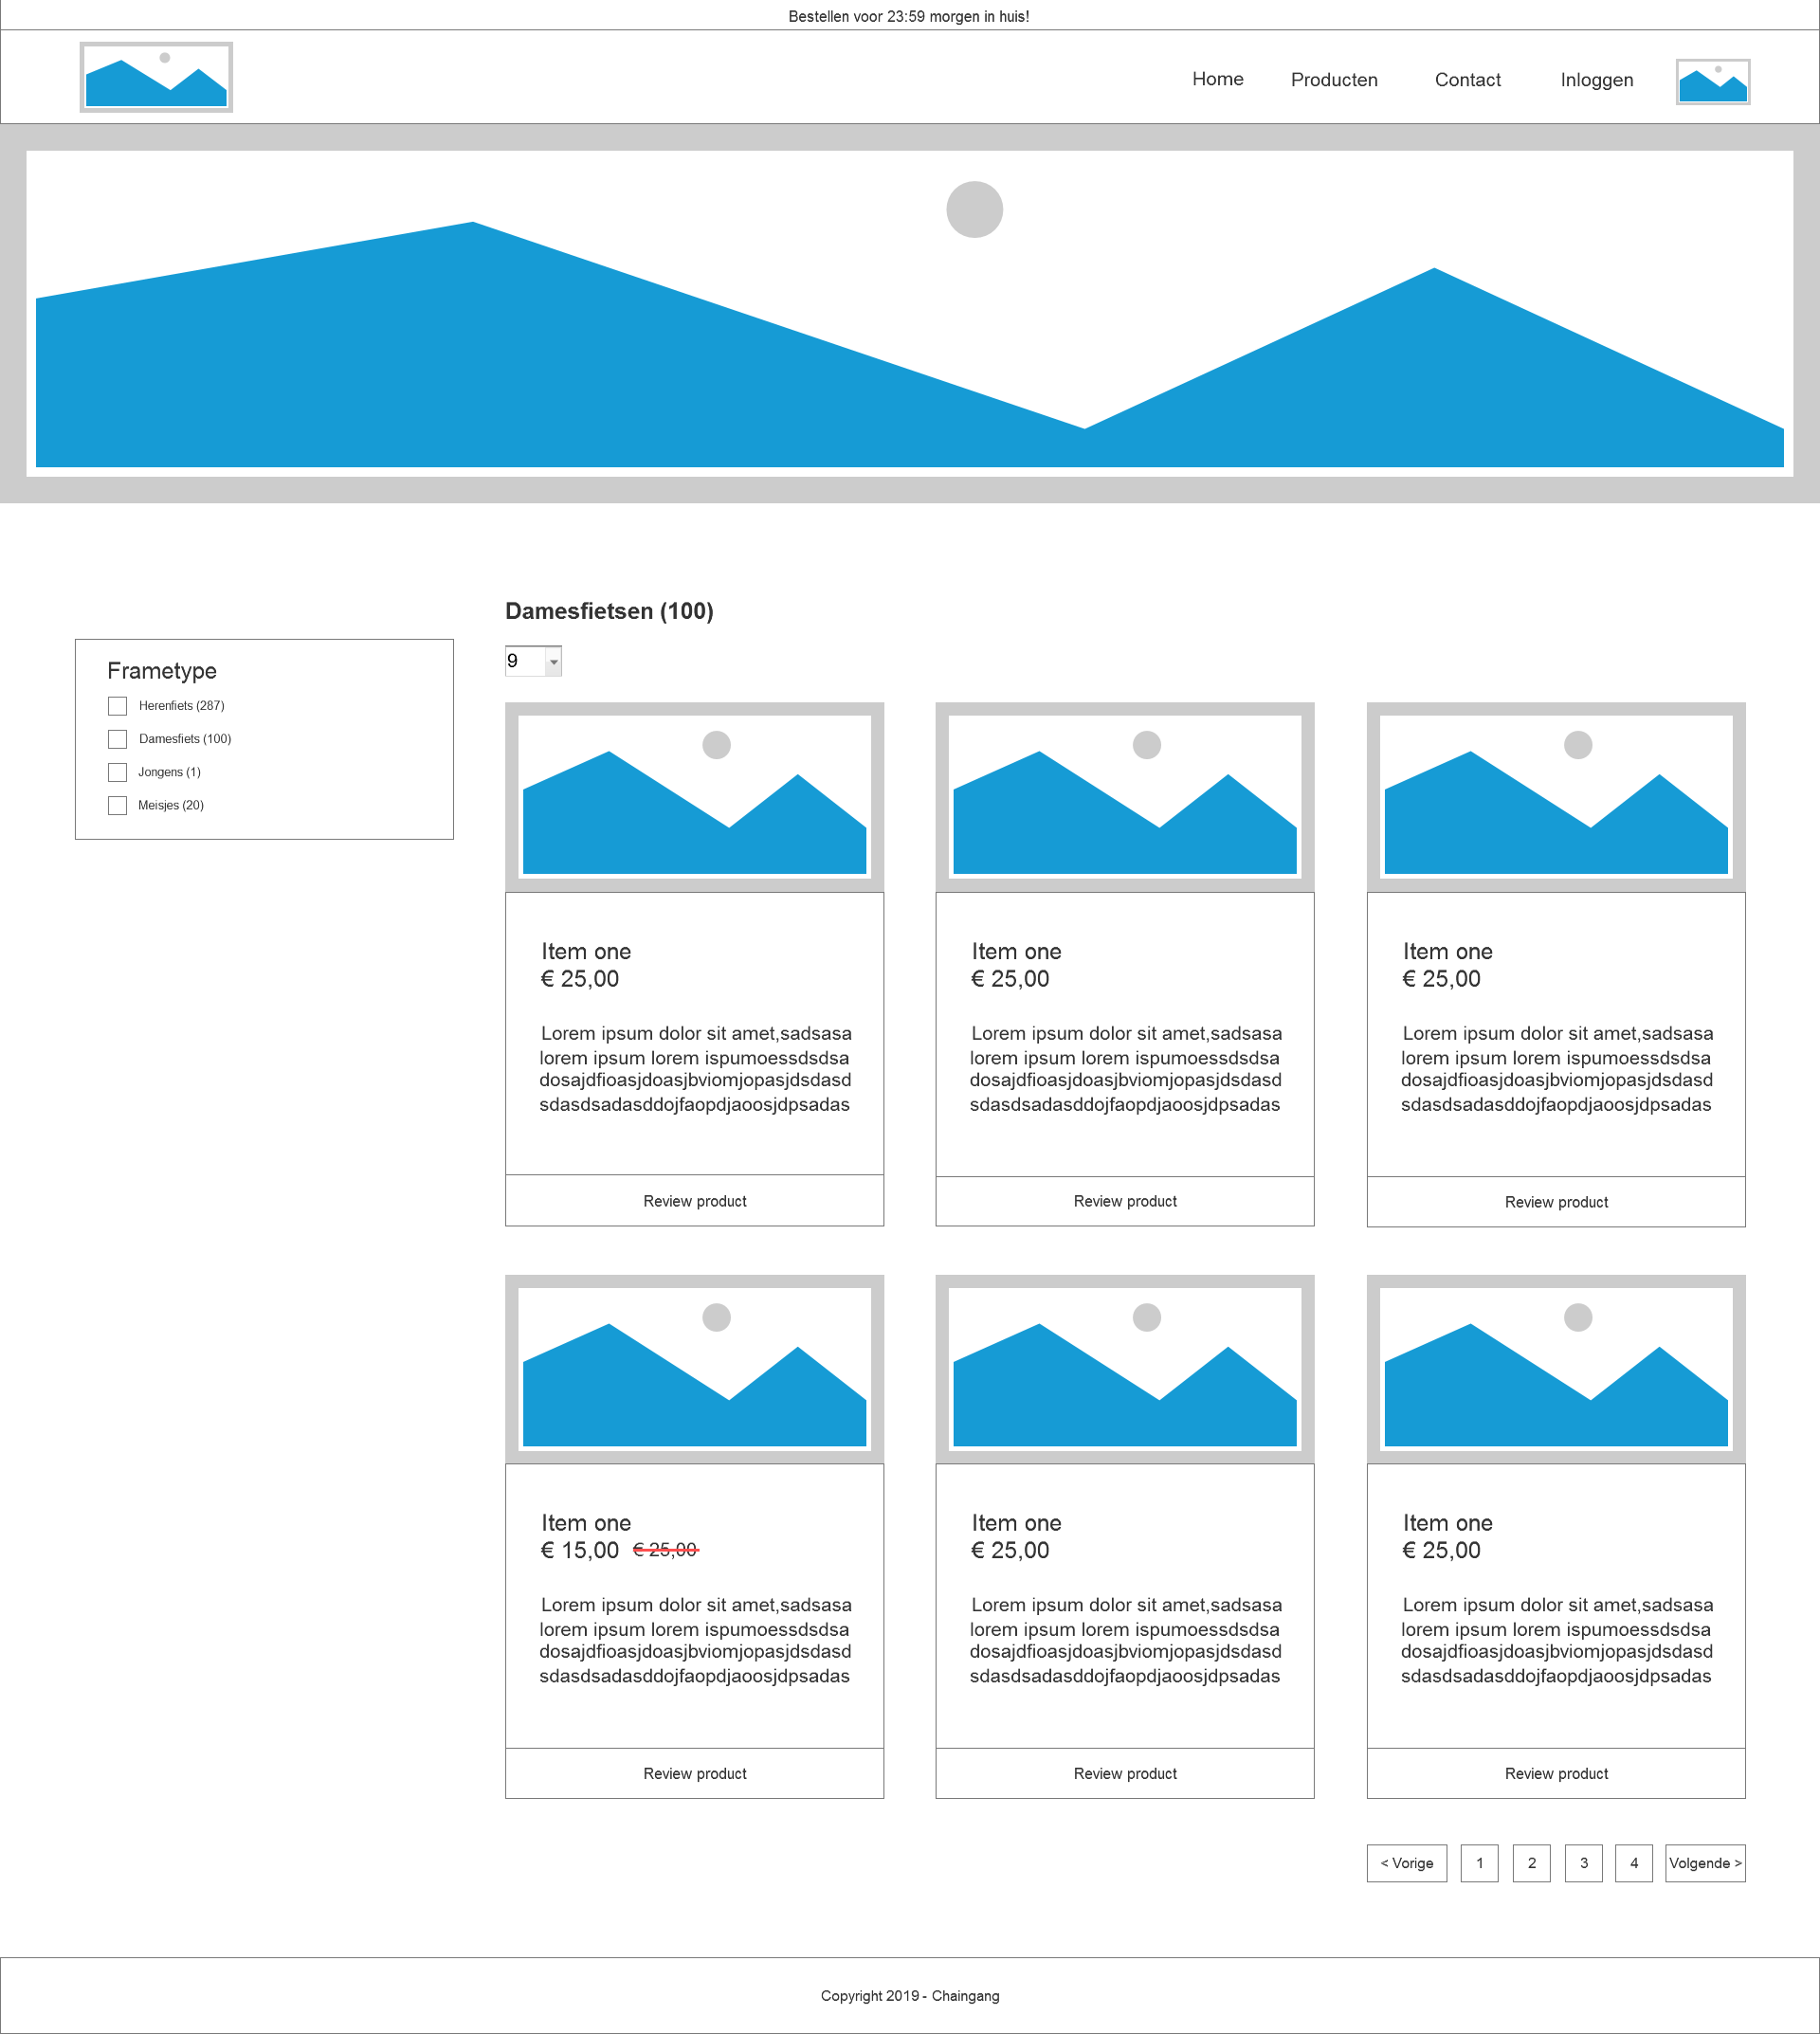 Bestellen voor 23:59 morgen in huis!
Home Producten Contact Inloggen
Damesfietsen (100)
9
Frametype
Herenfiets (287)
Damesfiets (100)
Jongens (1)
Meisjes (20)
Item one
€ 25,00
Lorem ipsum dolor sit amet,sadsasa
lorem ipsum lorem ispumoessdsdsa
dosajdfioasjdoasjbviomjopasjdsdasd
sdasdsadasddojfaopdjaoosjdpsadas
Review product
Item one
€ 25,00
Lorem ipsum dolor sit amet,sadsasa
lorem ipsum lorem ispumoessdsdsa
dosajdfioasjdoasjbviomjopasjdsdasd
sdasdsadasddojfaopdjaoosjdpsadas
Review product
Item one
€ 25,00
Lorem ipsum dolor sit amet,sadsasa
lorem ipsum lorem ispumoessdsdsa
dosajdfioasjdoasjbviomjopasjdsdasd
sdasdsadasddojfaopdjaoosjdpsadas
Review product
Item one
€ 15,00 € 25,00
Lorem ipsum dolor sit amet,sadsasa
lorem ipsum lorem ispumoessdsdsa
dosajdfioasjdoasjbviomjopasjdsdasd
sdasdsadasddojfaopdjaoosjdpsadas
Review product
Item one
€ 25,00
Lorem ipsum dolor sit amet,sadsasa
lorem ipsum lorem ispumoessdsdsa
dosajdfioasjdoasjbviomjopasjdsdasd
sdasdsadasddojfaopdjaoosjdpsadas
Review product
Item one
€ 25,00
Lorem ipsum dolor sit amet,sadsasa
lorem ipsum lorem ispumoessdsdsa
dosajdfioasjdoasjbviomjopasjdsdasd
sdasdsadasddojfaopdjaoosjdpsadas
Review product
< Vorige 1 2 3 4 Volgende >
Copyright 2019 - Chaingang